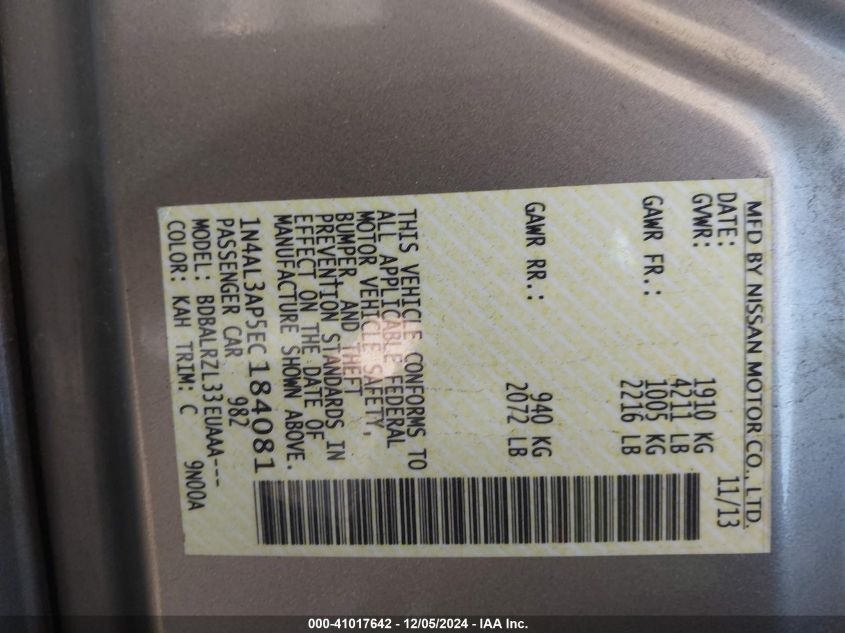 MFD BY NISSAN MOTOR CO., LTD.
DATE: 11/13
GVWR: 1910 KG
4211 LB
GAWR FR.: 1005 KG
2216 LB
GAWR RR.: 940 KG
2072 LB
THIS VEHICLE CONFORMS TO
ALL APPLICABLE FEDERAL
MOTOR VEHICLE SAFETY,
BUMPER, AND THEFT
PREVENTION STANDARDS IN
EFFECT ON THE DATE OF
MANUFACTURE SHOWN ABOVE.
1N4AL3AP5EC184081
PASSENGER CAR 982
MODEL: BDBALRZL33EUAAA---
COLOR: KAH TRIM: C 9N00A
000-41017642 - 12/05/2024 - IAA Inc.